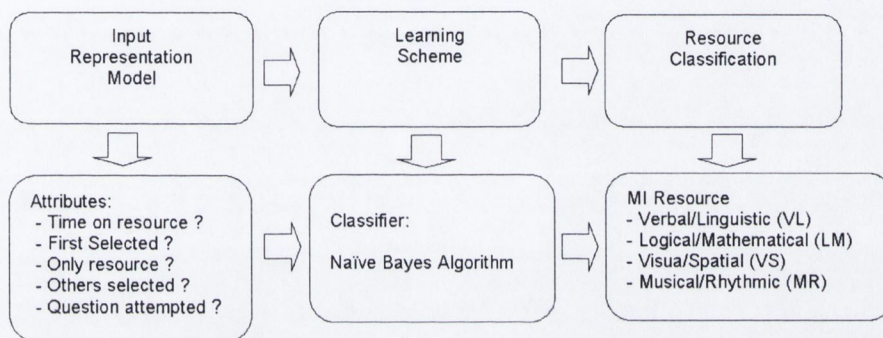 Input
Representation
Model
Learning
Scheme
Resource
Classification
Attributes:
- Time on resource ?
- First Selected ?
- Only resource ?
- Others selected ?
- Question attempted ?
Classifier:
Naïve Bayes Algorithm
MI Resource
- Verbal/Linguistic (VL)
- Logical/Mathematical (LM)
- Visua/Spatial (VS)
- Musical/Rhythmic (MR)